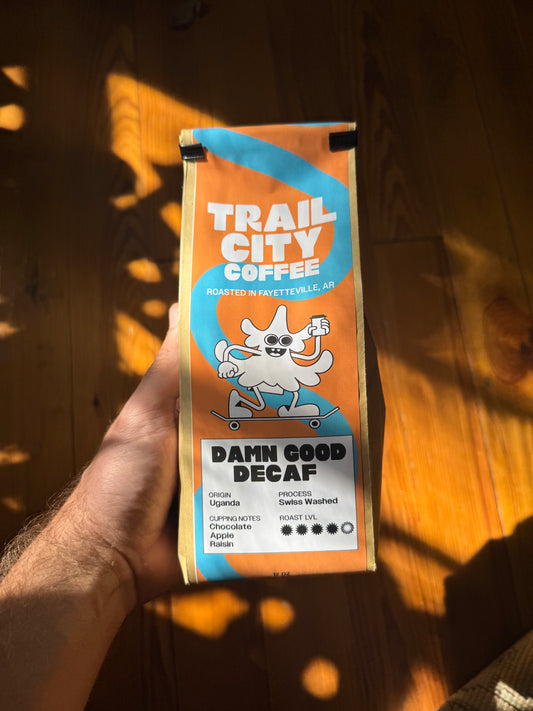 TRAIL
CITY
COFFEE
ROASTED IN FAYETTEVILLE, AR
DAMN GOOD
DECAF
ORIGIN
Uganda
PROCESS
Swiss Washed
CUPPING NOTES
Chocolate
Apple
Raisin
ROAST LVL